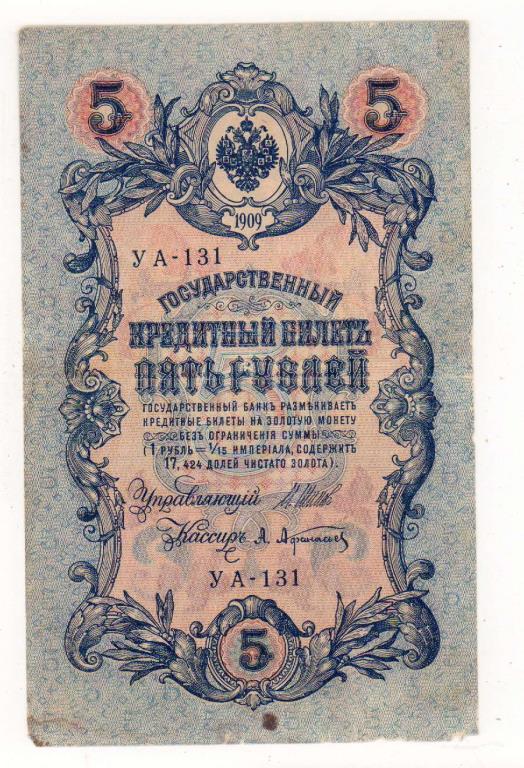 5 5
1909
УА-131
ГОСУДАРСТВЕННЫЙ
КРЕДИТНЫЙ БИЛЕТЪ
ПЯТЬ РУБЛЕЙ
ГОСУДАРСТВЕННЫЙ БАНКЪ РАЗМѢНИВАЕТЪ
КРЕДИТНЫЕ БИЛЕТЫ НА ЗОЛОТУЮ МОНЕТУ
БЕЗЪ ОГРАНИЧЕНІЯ СУММЫ
(1 РУБЛЬ = 1/15 ИМПЕРІАЛА, СОДЕРЖИТЪ
17,424 ДОЛЕЙ ЧИСТАГО ЗОЛОТА).
Управляющій
Кассиръ А. Афанасьев
УА-131
5